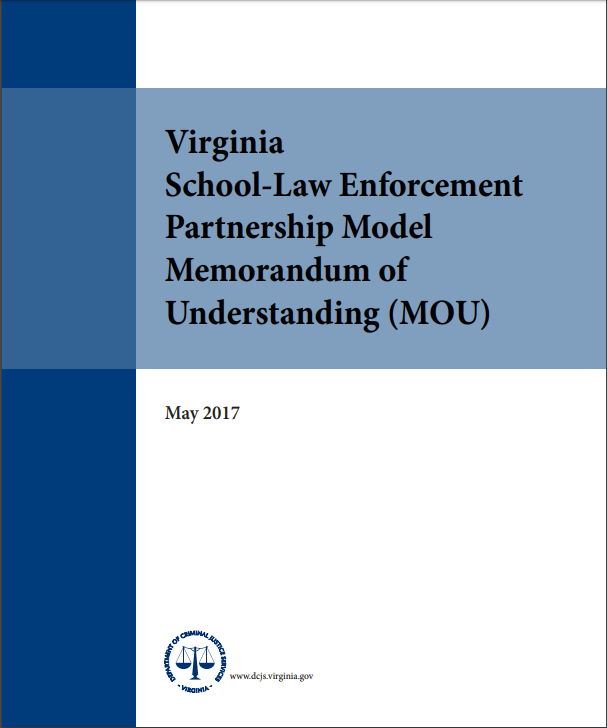 Virginia
School-Law Enforcement
Partnership Model
Memorandum of
Understanding (MOU)
May 2017
DEPARTMENT OF CRIMINAL JUSTICE SERVICES
- VIRGINIA -
www.dcjs.virginia.gov